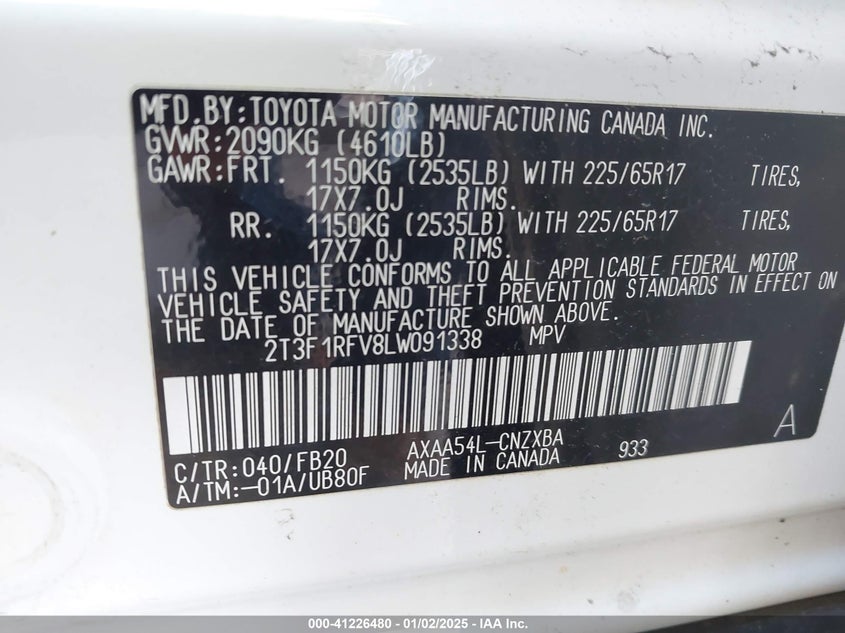 MFD.BY:TOYOTA MOTOR MANUFACTURING CANADA INC.
GVWR:2090KG (4610LB)
GAWR:FRT. 1150KG (2535LB) WITH 225/65R17 TIRES,
17X7.0J RIMS.
RR. 1150KG (2535LB) WITH 225/65R17 TIRES,
17X7.0J RIMS.
THIS VEHICLE CONFORMS TO ALL APPLICABLE FEDERAL MOTOR
VEHICLE SAFETY AND THEFT PREVENTION STANDARDS IN EFFECT ON
THE DATE OF MANUFACTURE SHOWN ABOVE.
2T3F1RFV8LW091338 MPV
C/TR:040/FB20 AXAA54L-CNZXBA 933 A
A/TM:-01A/UB80F MADE IN CANADA
000-41226480 - 01/02/2025 - IAA Inc.